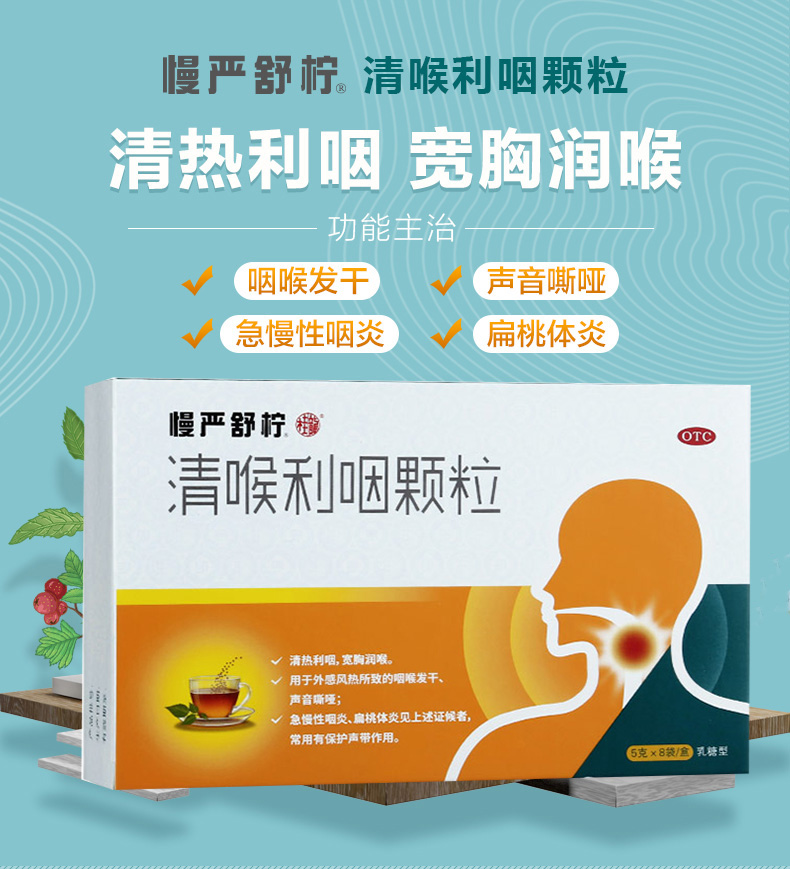 慢严舒柠® 清喉利咽颗粒
清热利咽 宽胸润喉
功能主治
咽喉发干
声音嘶哑
急慢性咽炎
扁桃体炎
慢严舒柠® 桂龍®
OTC
清喉利咽颗粒
清热利咽,宽胸润喉。
用于外感风热所致的咽喉发干、
声音嘶哑;
急慢性咽炎、扁桃体炎见上述证候者,
常用有保护声带作用。
5克×8袋/盒 乳糖型